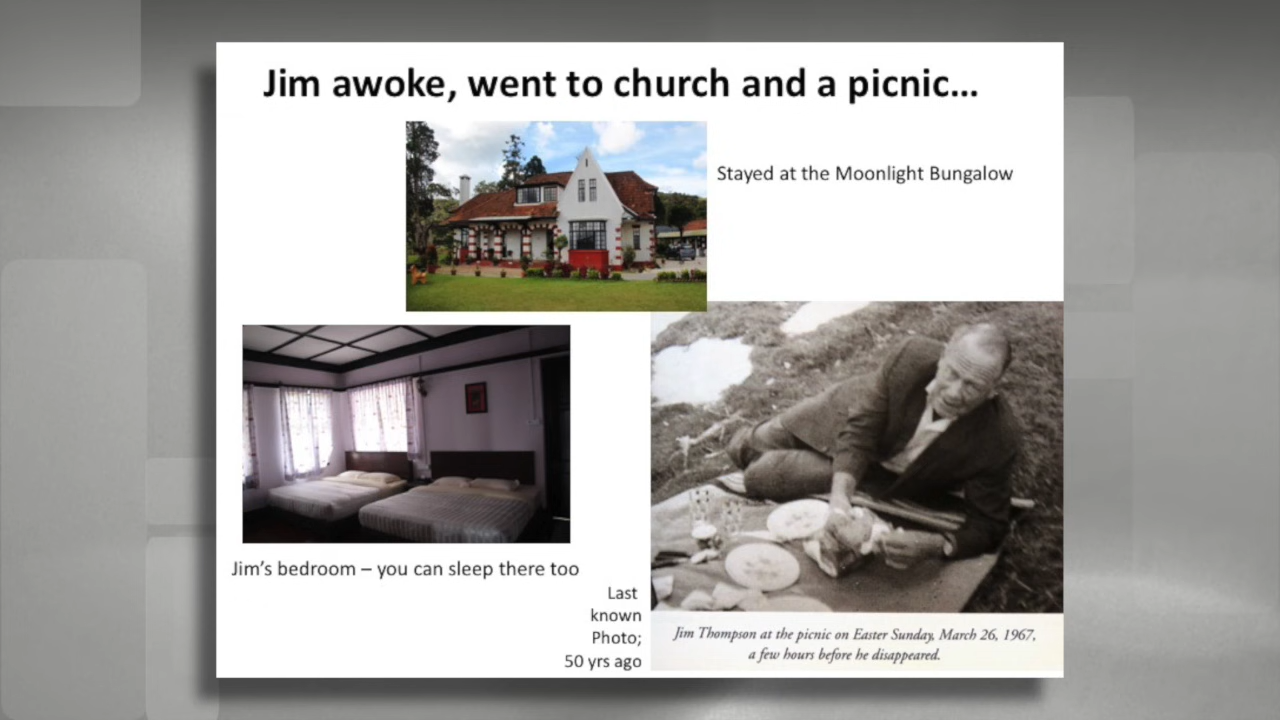 Jim awoke, went to church and a picnic...
Stayed at the Moonlight Bungalow
Jim's bedroom – you can sleep there too
Last
known
Photo;
50 yrs ago
Jim Thompson at the picnic on Easter Sunday, March 26, 1967,
a few hours before he disappeared.